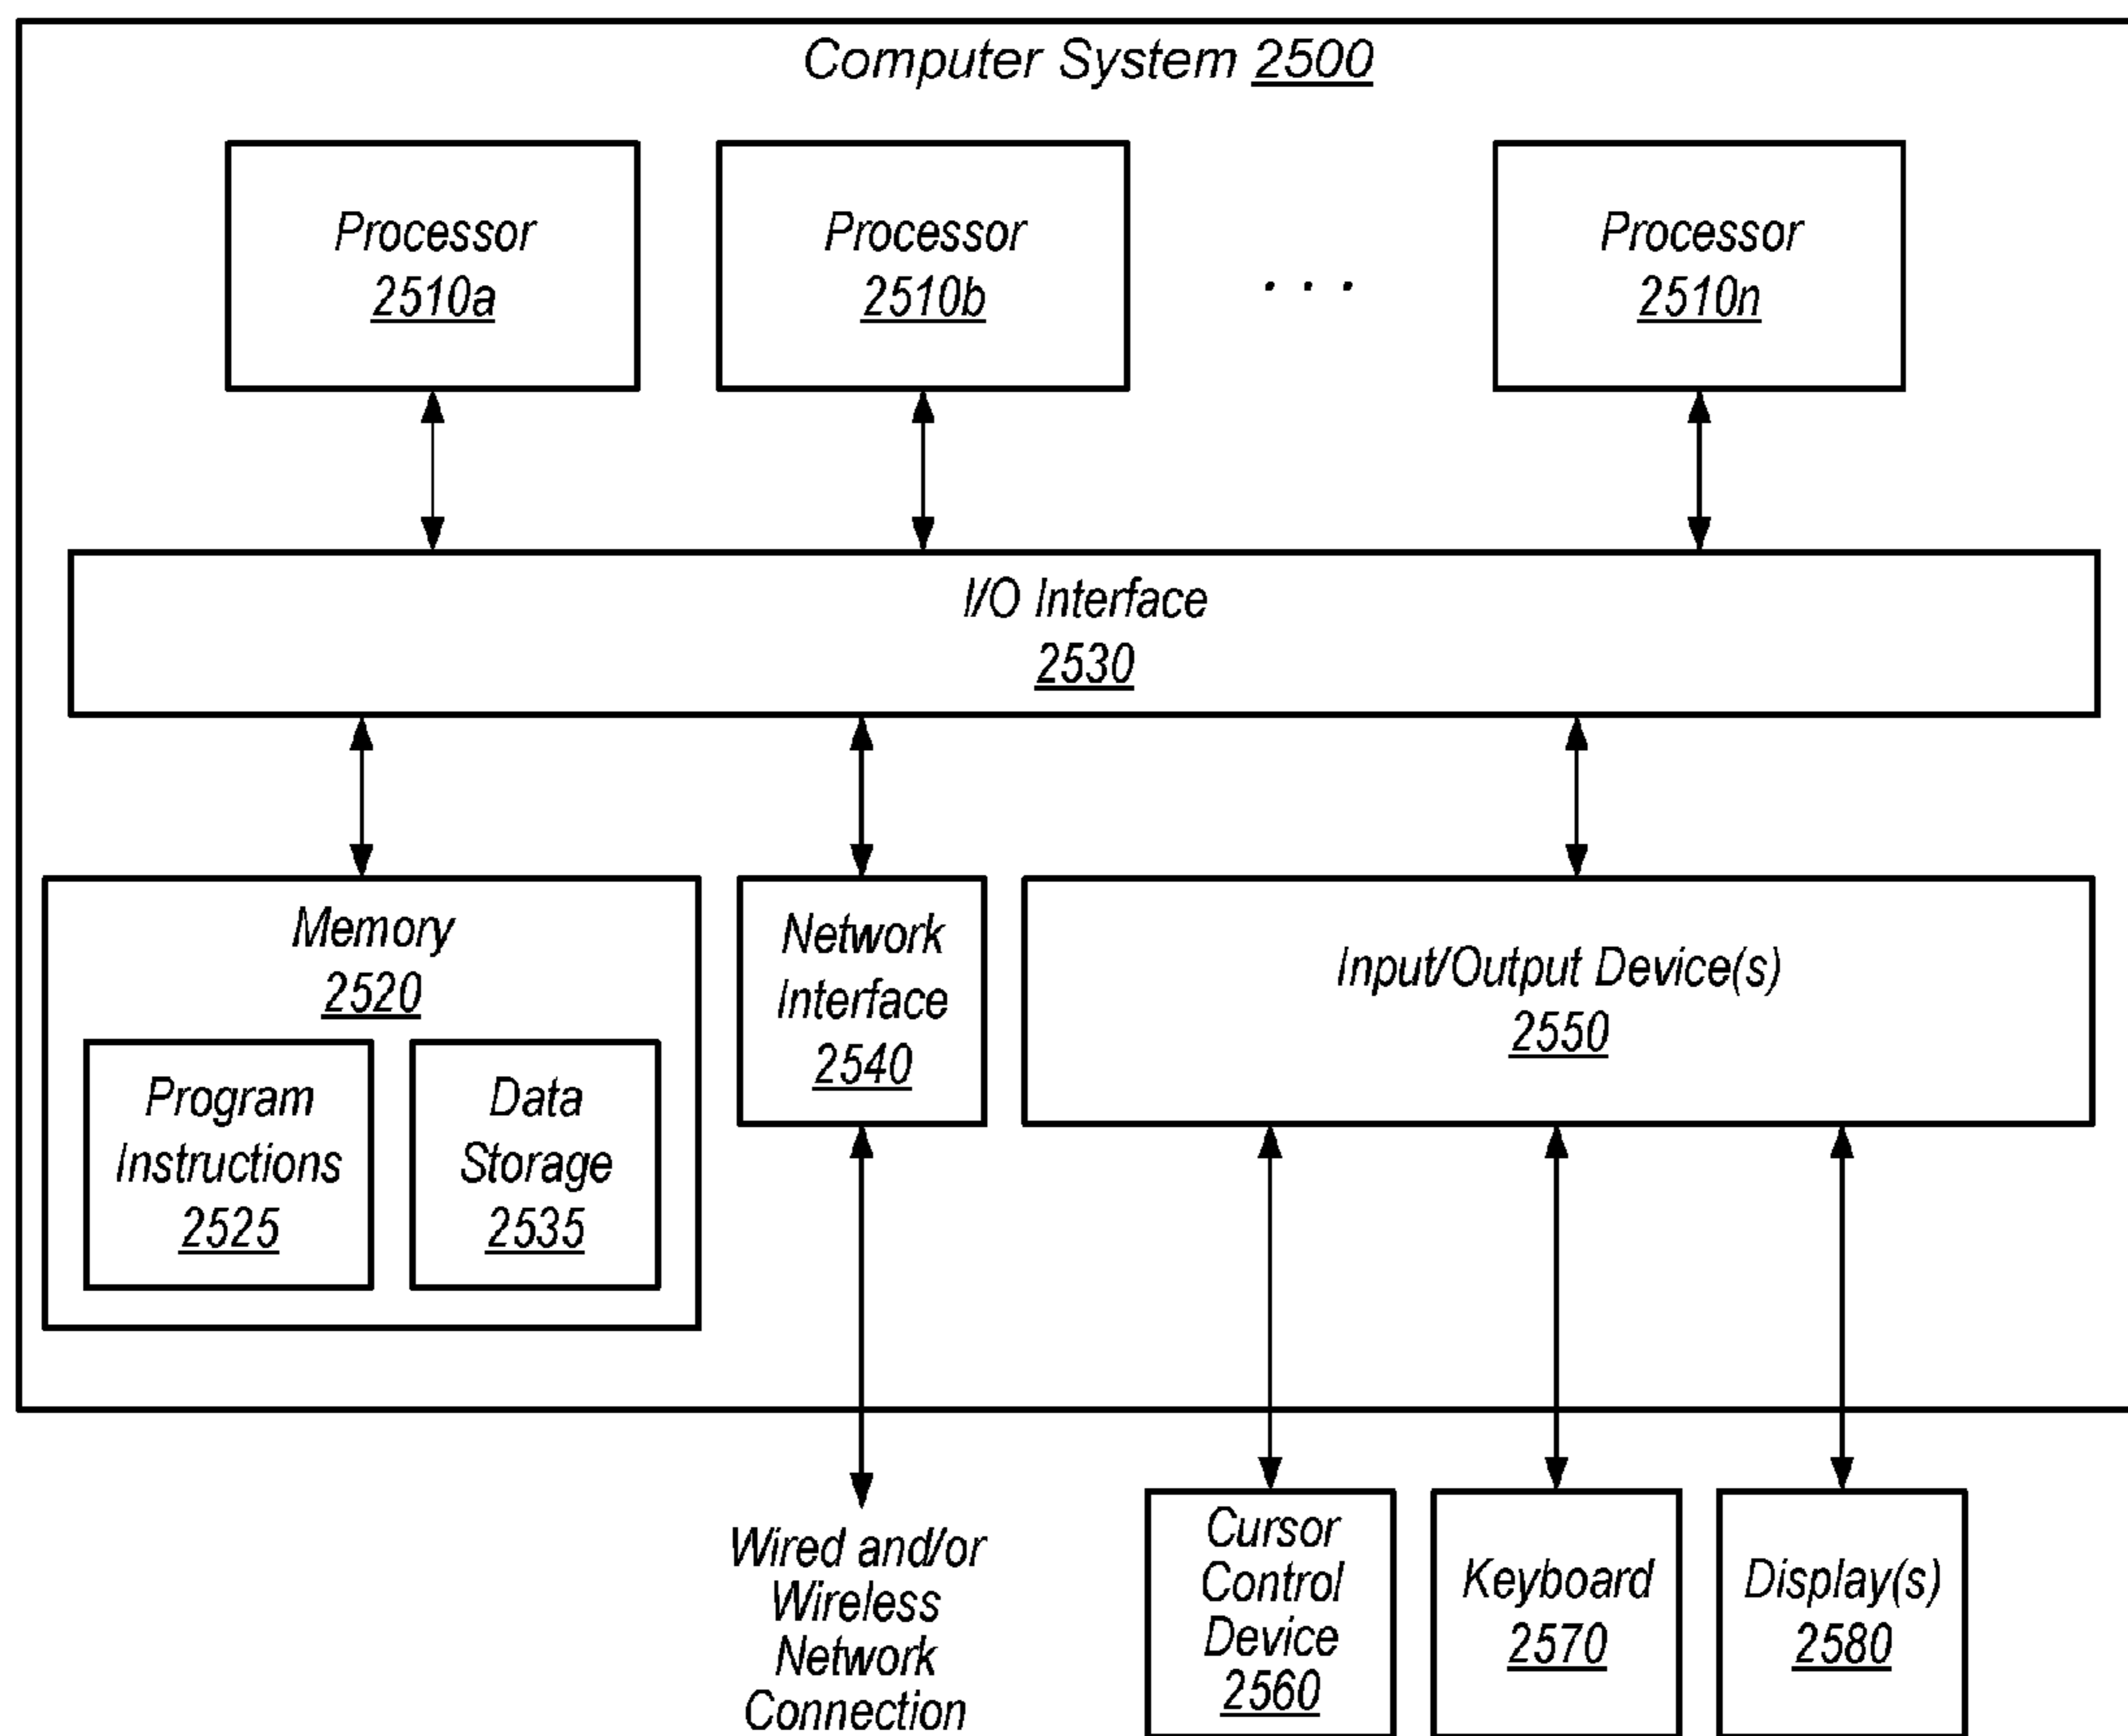 Computer System 2500
Processor
2510a
Processor
2510b
. . .
Processor
2510n
I/O Interface
2530
Memory
2520
Program
Instructions
2525
Data
Storage
2535
Network
Interface
2540
Input/Output Device(s)
2550
Wired and/or
Wireless
Network
Connection
Cursor
Control
Device
2560
Keyboard
2570
Display(s)
2580